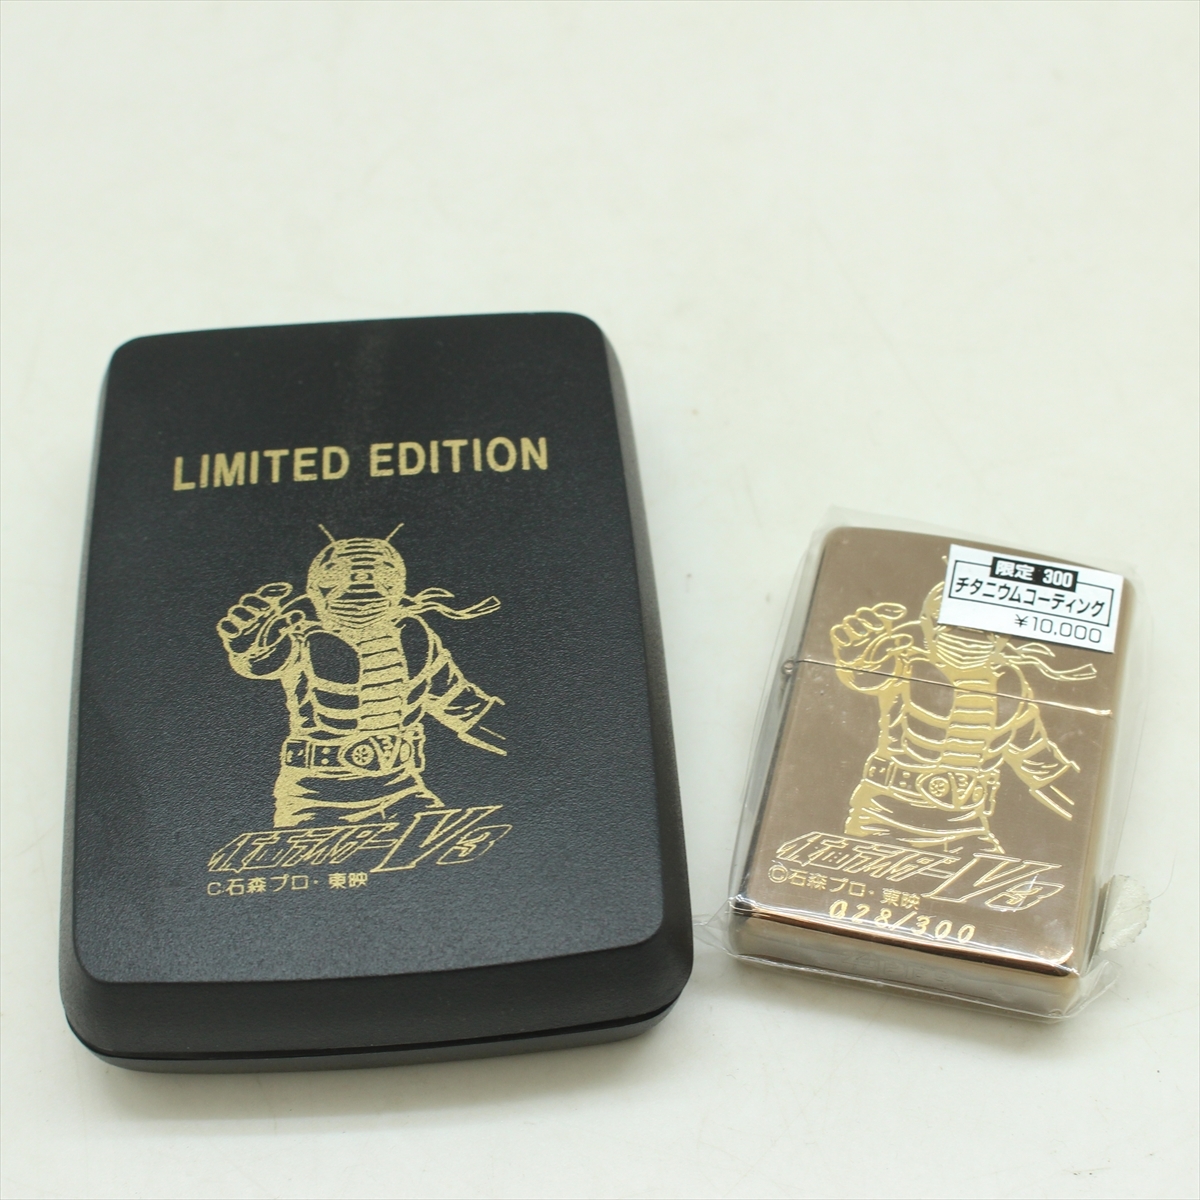 LIMITED EDITION
仮面ライダーV3
C石森プロ・東映
限定 300
チタニウムコーティング
¥10,000
仮面ライダーV3
©石森プロ・東映
028/300